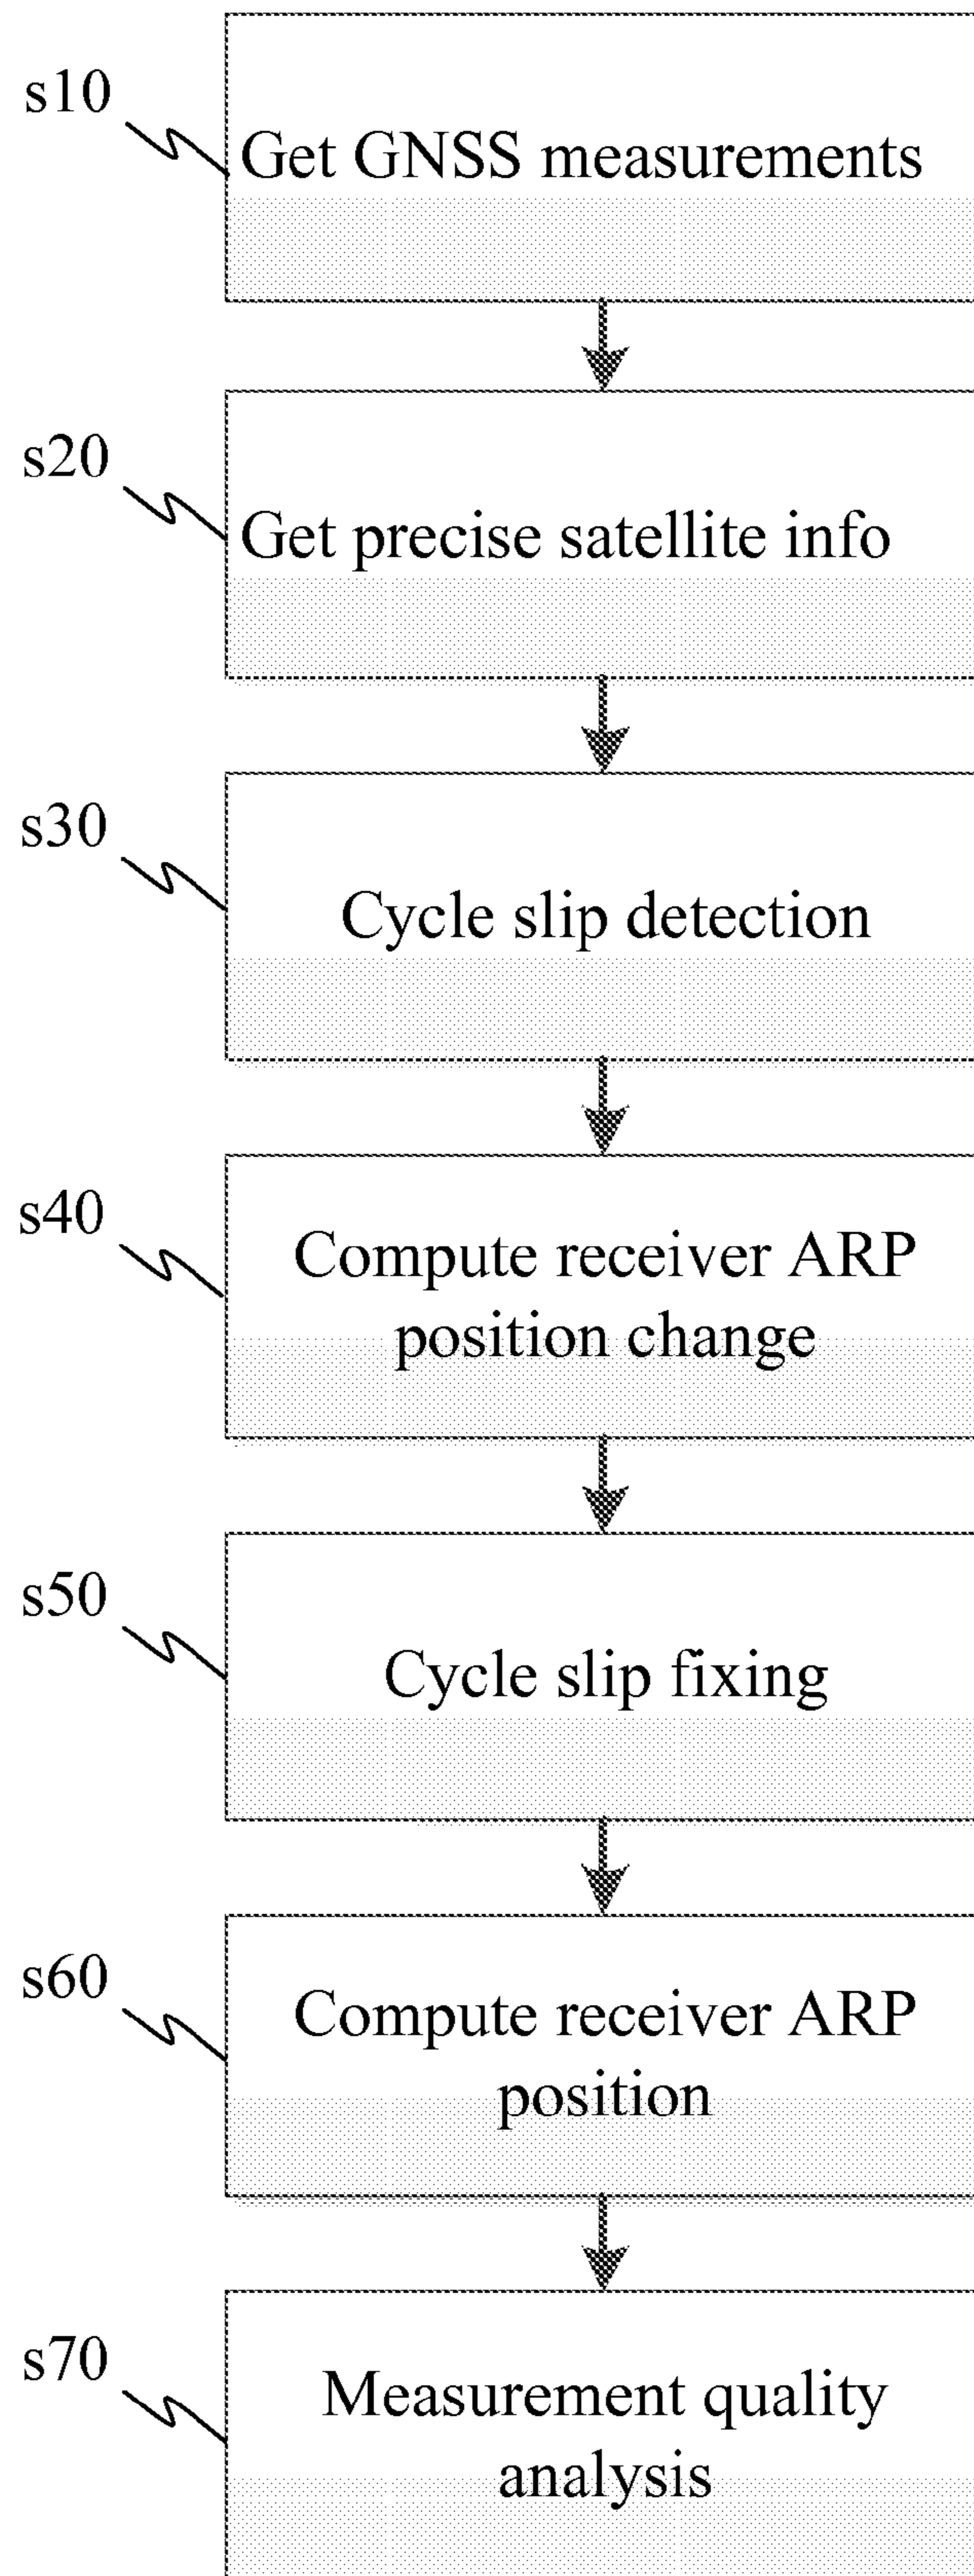 s10
Get GNSS measurements
s20
Get precise satellite info
s30
Cycle slip detection
s40
Compute receiver ARP
position change
s50
Cycle slip fixing
s60
Compute receiver ARP
position
s70
Measurement quality
analysis